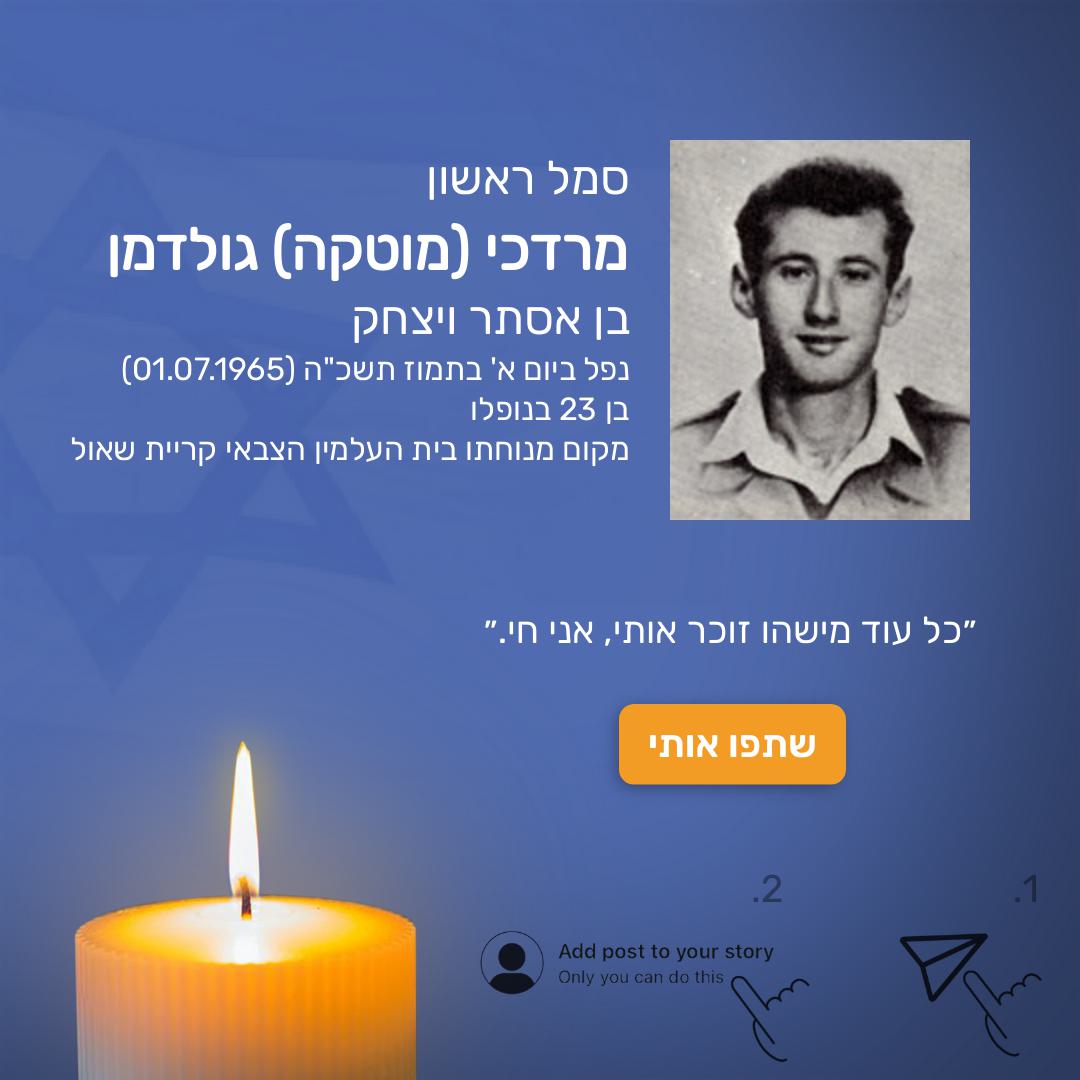 סמל ראשון
מרדכי (מוטקה) גולדמן
בן אסתר ויצחק
נפל ביום א' בתמוז תשכ"ה (01.07.1965)
בן 23 בנופלו
מקום מנוחתו בית העלמין הצבאי קריית שאול
״כל עוד מישהו זוכר אותי, אני חי.״
שתפו אותי
.1
.2
Add post to your story
Only you can do this